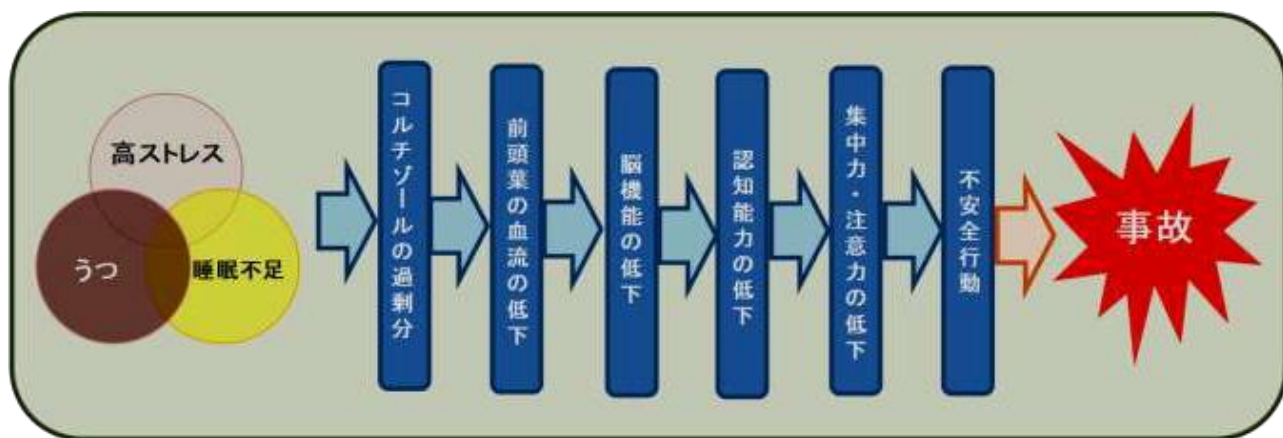 高ストレス
うつ
睡眠不足
コルチゾールの過剰分
前頭葉の血流の低下
脳機能の低下
認知能力の低下
集中力・注意力の低下
不安全行動
事故